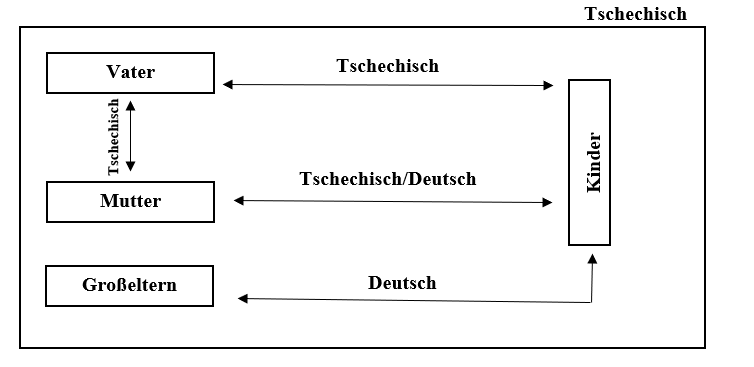 Tschechisch
Vater
Tschechisch
Tschechisch
Kinder
Mutter
Tschechisch/Deutsch
Großeltern
Deutsch